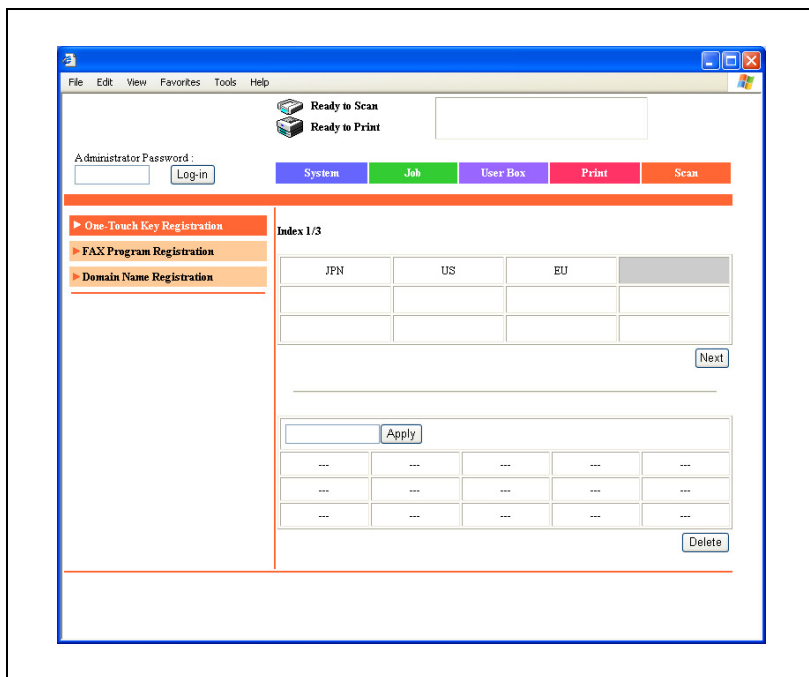 File Edit View Favorites Tools Help
Ready to Scan
Ready to Print
Administrator Password :
Log-in
System Job User Box Print Scan
One-Touch Key Registration
FAX Program Registration
Domain Name Registration
Index 1/3
JPN US EU
Next
Apply
--- --- --- --- ---
--- --- --- --- ---
--- --- --- --- ---
Delete